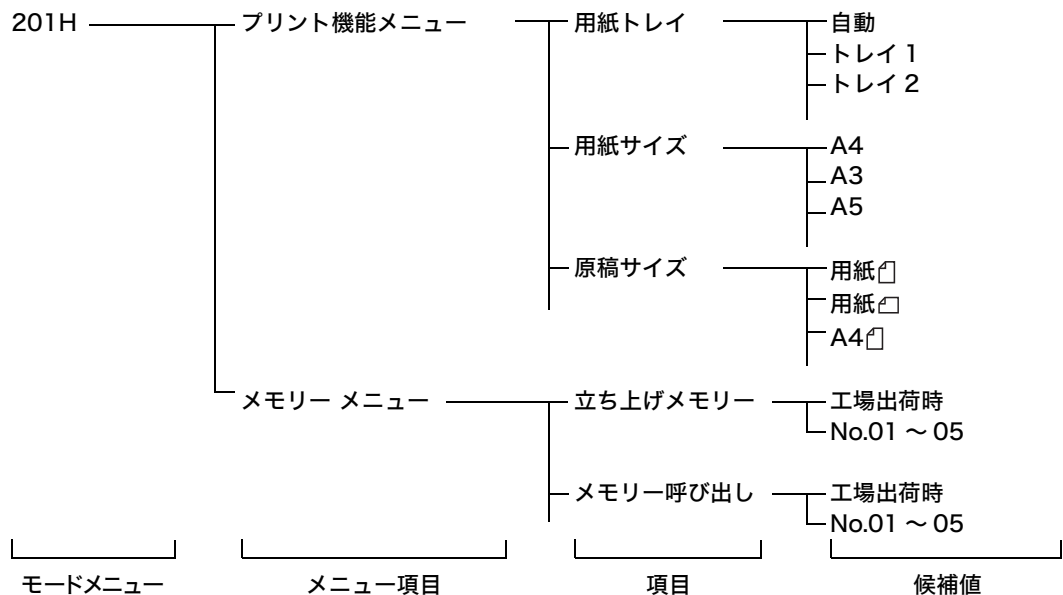 201H プリント機能メニュー 用紙トレイ 自動
トレイ 1
トレイ 2
用紙サイズ A4
A3
A5
原稿サイズ 用紙
用紙
A4
メモリー メニュー 立ち上げメモリー 工場出荷時
No.01 ～ 05
メモリー呼び出し 工場出荷時
No.01 ～ 05
モードメニュー メニュー項目 項目 候補値